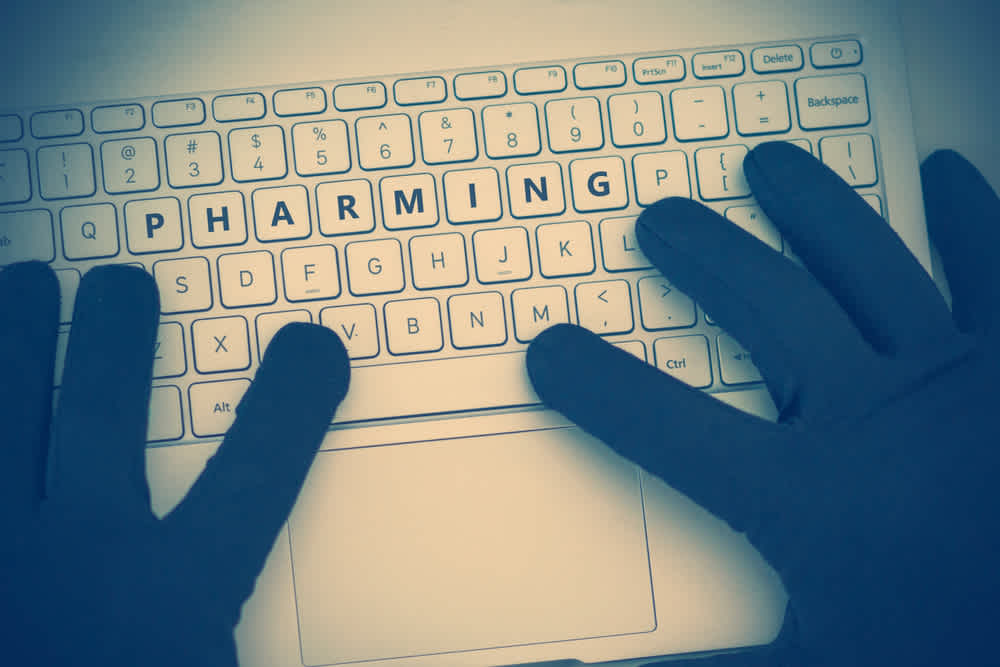 F1 F2 F3 F4 F5 F6 F7 F8 F9 F10 PrtScn F11 Insert F12 Delete
! 1 @ 2 # 3 $ 4 % 5 ^ 6 & 7 * 8 ( 9 ) 0 _ - + = Backspace
Q P H A R M I N G P { [ | \
S D F G H J K L "
Z X V B N M < , > .
Alt Ctrl